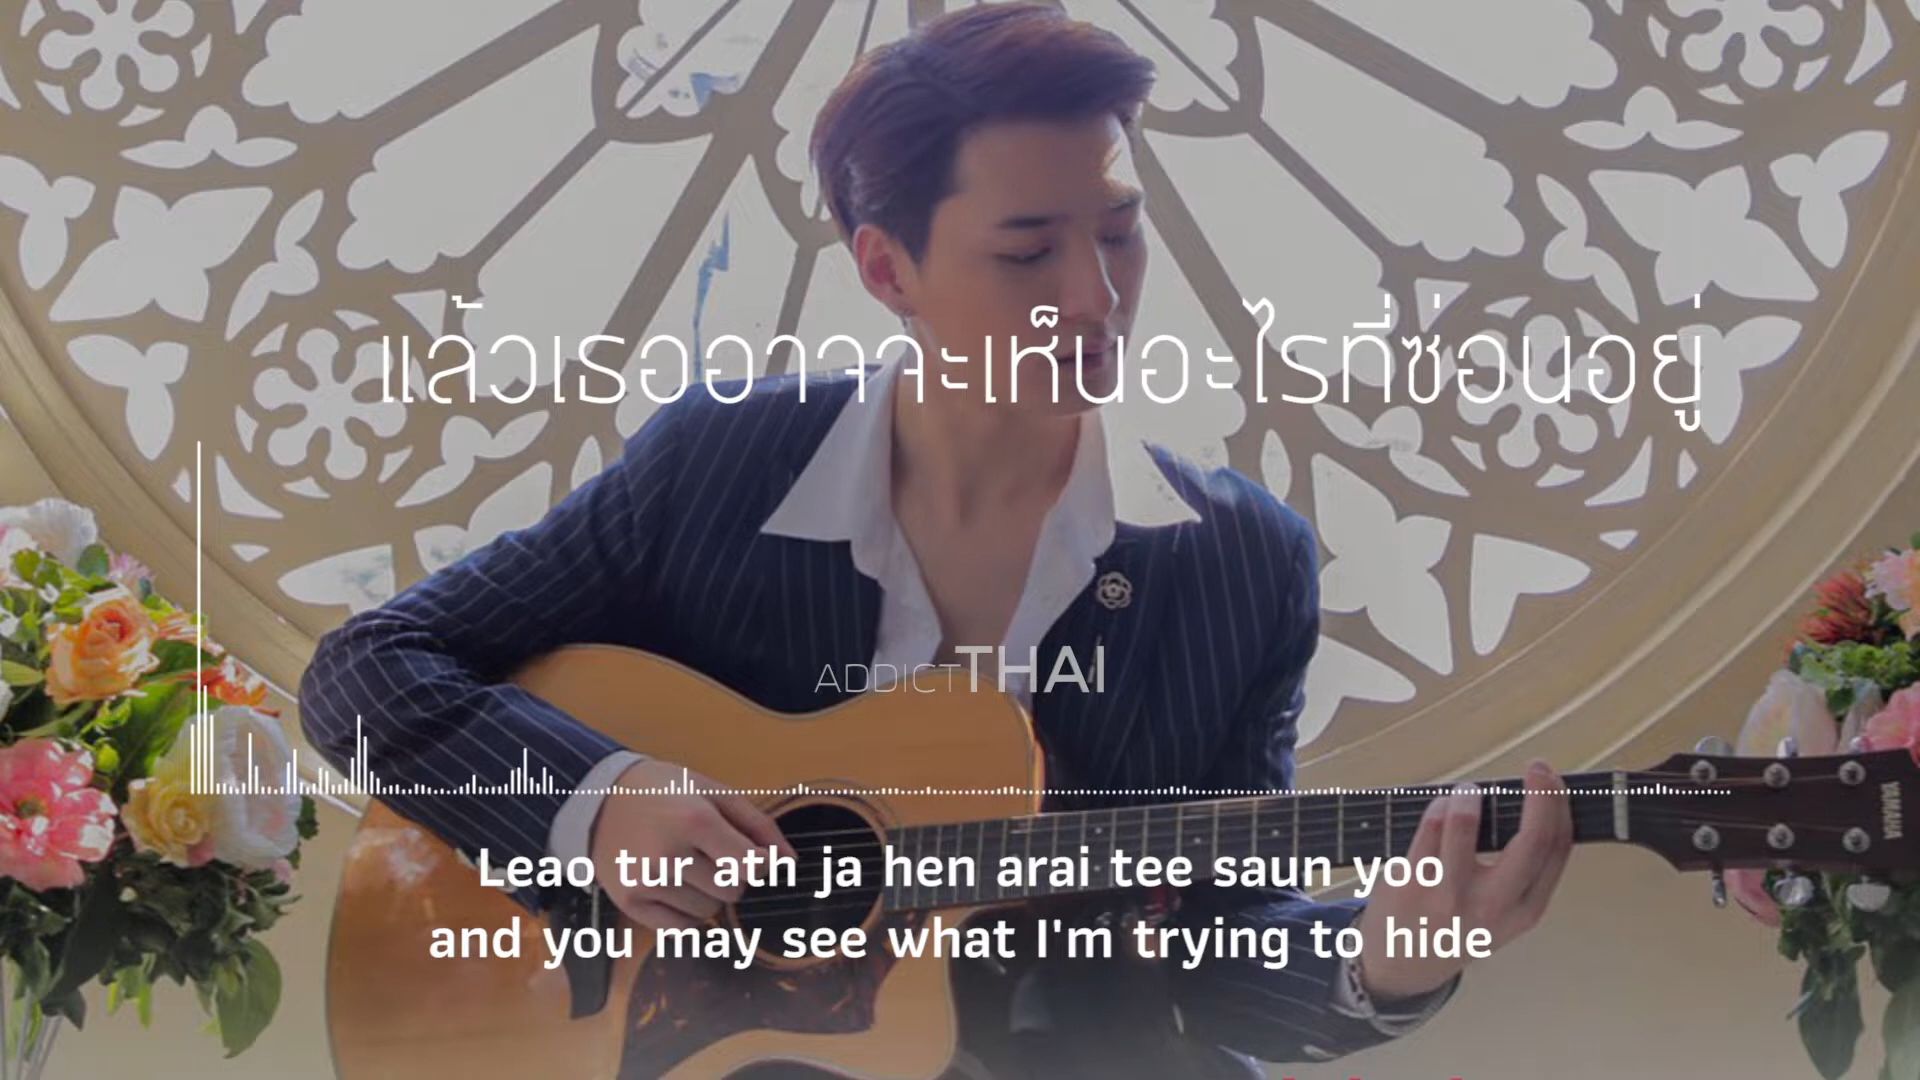 แล้วเธออาจจะเห็นอะไรที่ซ่อนอยู่
ADDICTTHAI
YAMAHA
Leao tur ath ja hen arai tee saun yoo
and you may see what I'm trying to hide